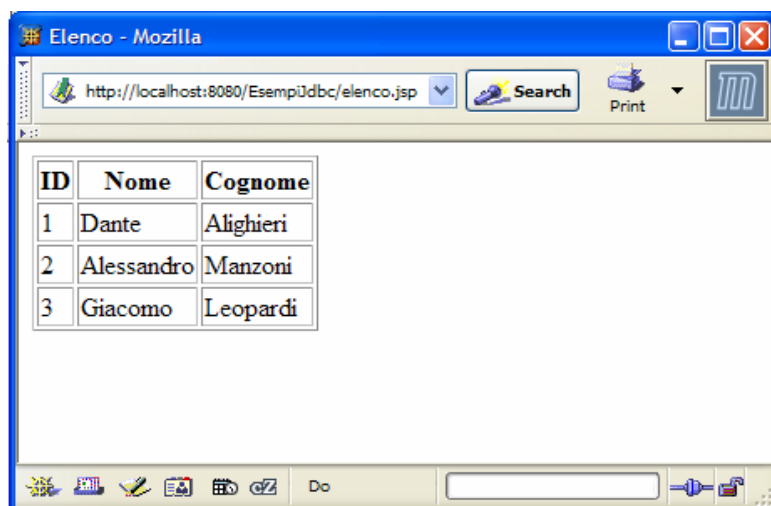 Elenco - Mozilla
http://localhost:8080/EsempiJdbc/elenco.jsp
Search
Print
ID Nome Cognome
1 Dante Alighieri
2 Alessandro Manzoni
3 Giacomo Leopardi
Do